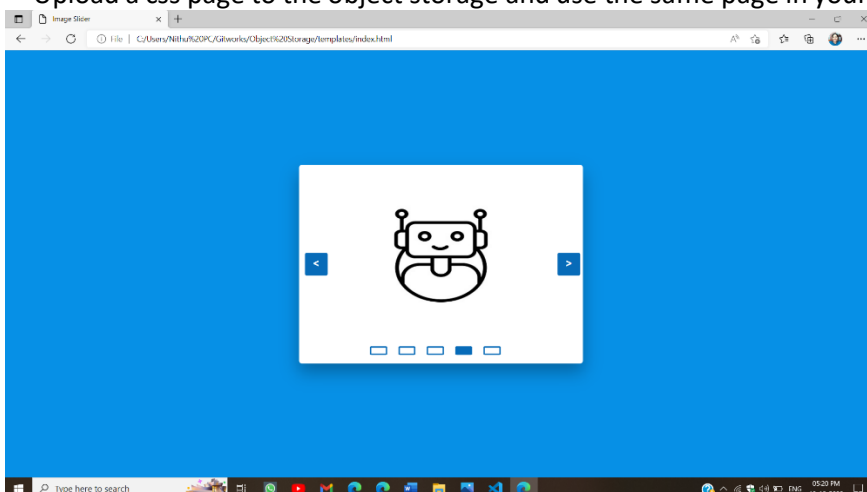 Upload a css page to the object storage and use the same page in your
Image Slider
File | C:/Users/Nithu%20PC/Gitworks/Object%20Storage/templates/index.html
<
>
Type here to search
ENG
05:20 PM